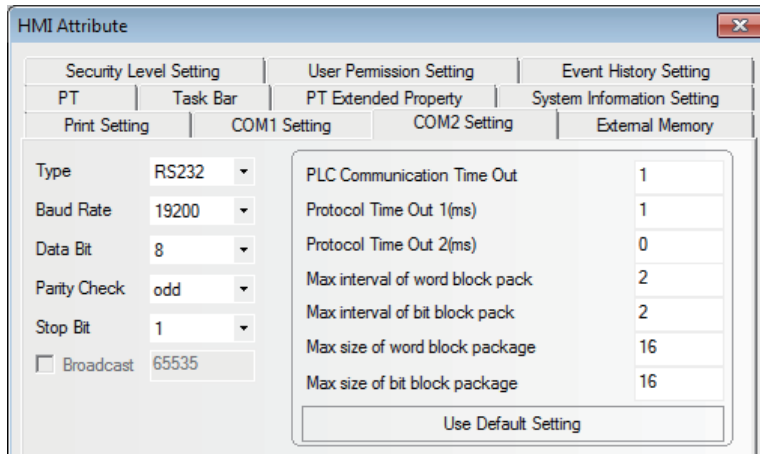 HMI Attribute
Security Level Setting User Permission Setting Event History Setting
PT Task Bar PT Extended Property System Information Setting
Print Setting COM1 Setting COM2 Setting External Memory
Type RS232
Baud Rate 19200
Data Bit 8
Parity Check odd
Stop Bit 1
Broadcast 65535
PLC Communication Time Out 1
Protocol Time Out 1(ms) 1
Protocol Time Out 2(ms) 0
Max interval of word block pack 2
Max interval of bit block pack 2
Max size of word block package 16
Max size of bit block package 16
Use Default Setting